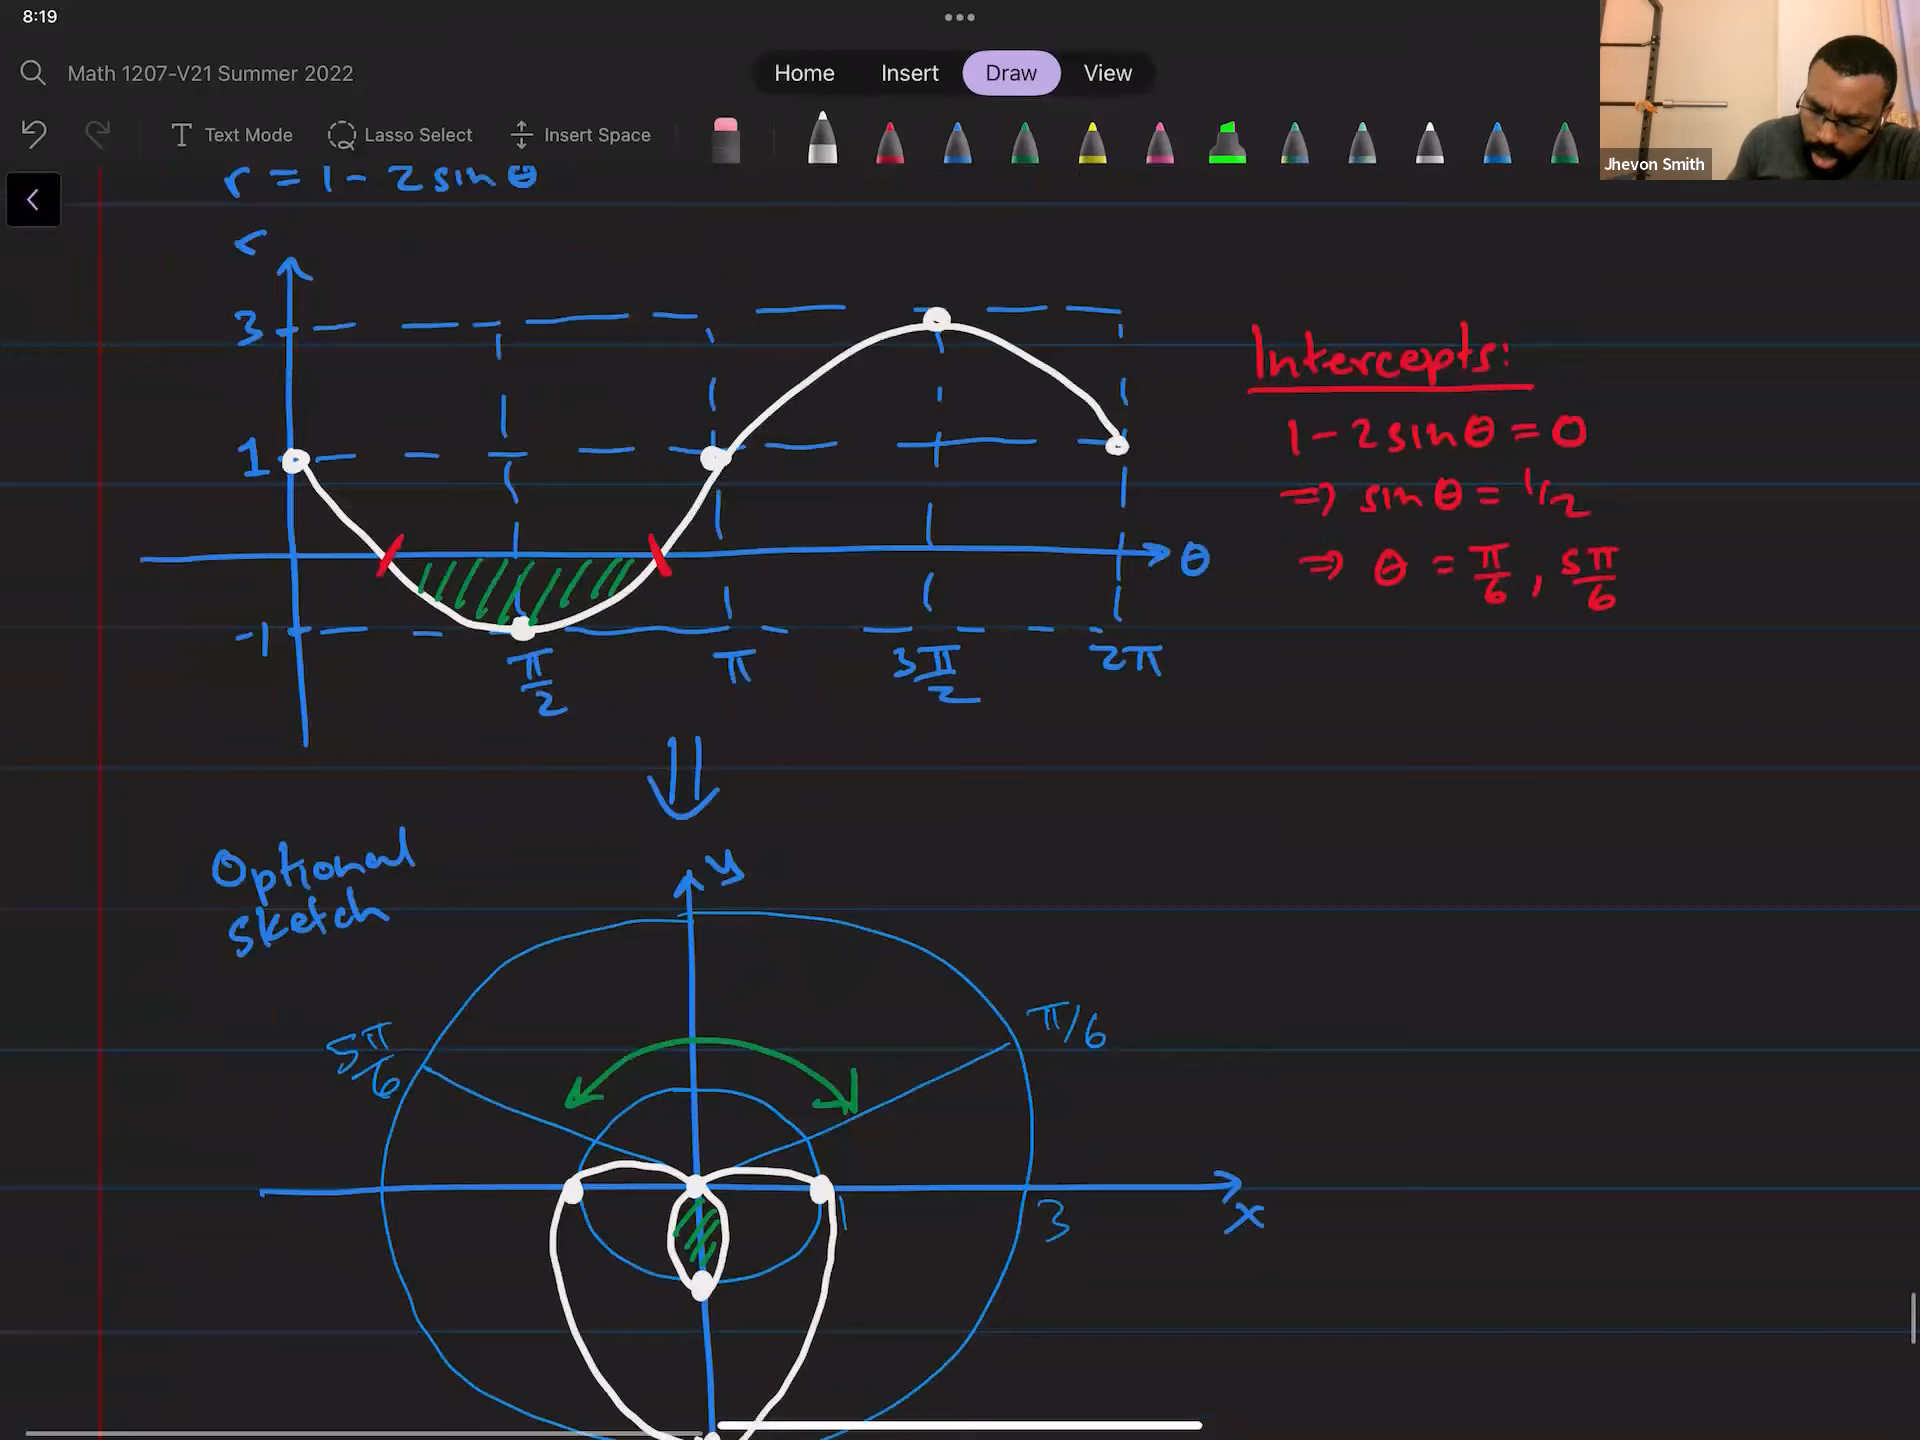 8:19
Math 1207-V21 Summer 2022
Home Insert Draw View
Text Mode Lasso Select Insert Space
Jhevon Smith
r = 1 - 2 sin θ
r
3
1
-1
π/2 π 3π/2 2π
θ
Intercepts:
1 - 2 sin θ = 0
⇒ sin θ = 1/2
⇒ θ = π/6, 5π/6
⇓
Optional
sketch
y
5π/6
π/6
1
3
x